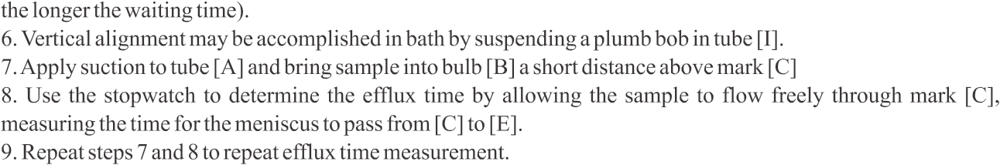 the longer the waiting time).
6. Vertical alignment may be accomplished in bath by suspending a plumb bob in tube [I].
7. Apply suction to tube [A] and bring sample into bulb [B] a short distance above mark [C]
8. Use the stopwatch to determine the efflux time by allowing the sample to flow freely through mark [C],
measuring the time for the meniscus to pass from [C] to [E].
9. Repeat steps 7 and 8 to repeat efflux time measurement.